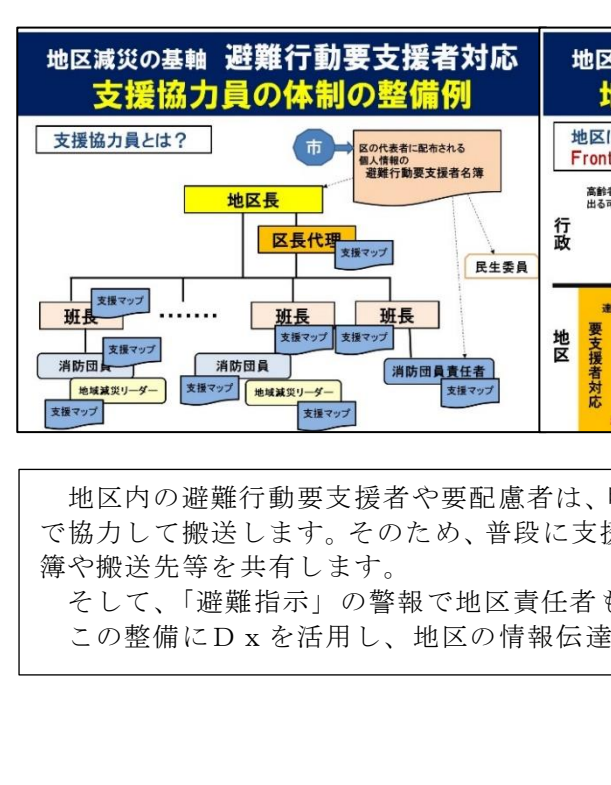 地区減災の基軸 避難行動要支援者対応
支援協力員の体制の整備例
支援協力員とは？
市
区の代表者に配布される
個人情報の
避難行動要支援者名簿
地区長
区長代理
支援マップ
民生委員
班長
支援マップ
‥‥‥
班長
支援マップ
班長
支援マップ
消防団員
支援マップ
地域減災リーダー
支援マップ
消防団員
支援マップ
地域減災リーダー
支援マップ
消防団員責任者
支援マップ
地区
地区
Front
高齢者
出る可
行政
地区
要支援者対応
地区内の避難行動要支援者や要配慮者は、
で協力して搬送します。そのため、普段に支援
簿や搬送先等を共有します。
そして、「避難指示」の警報で地区責任者も
この整備にＤｘを活用し、地区の情報伝達